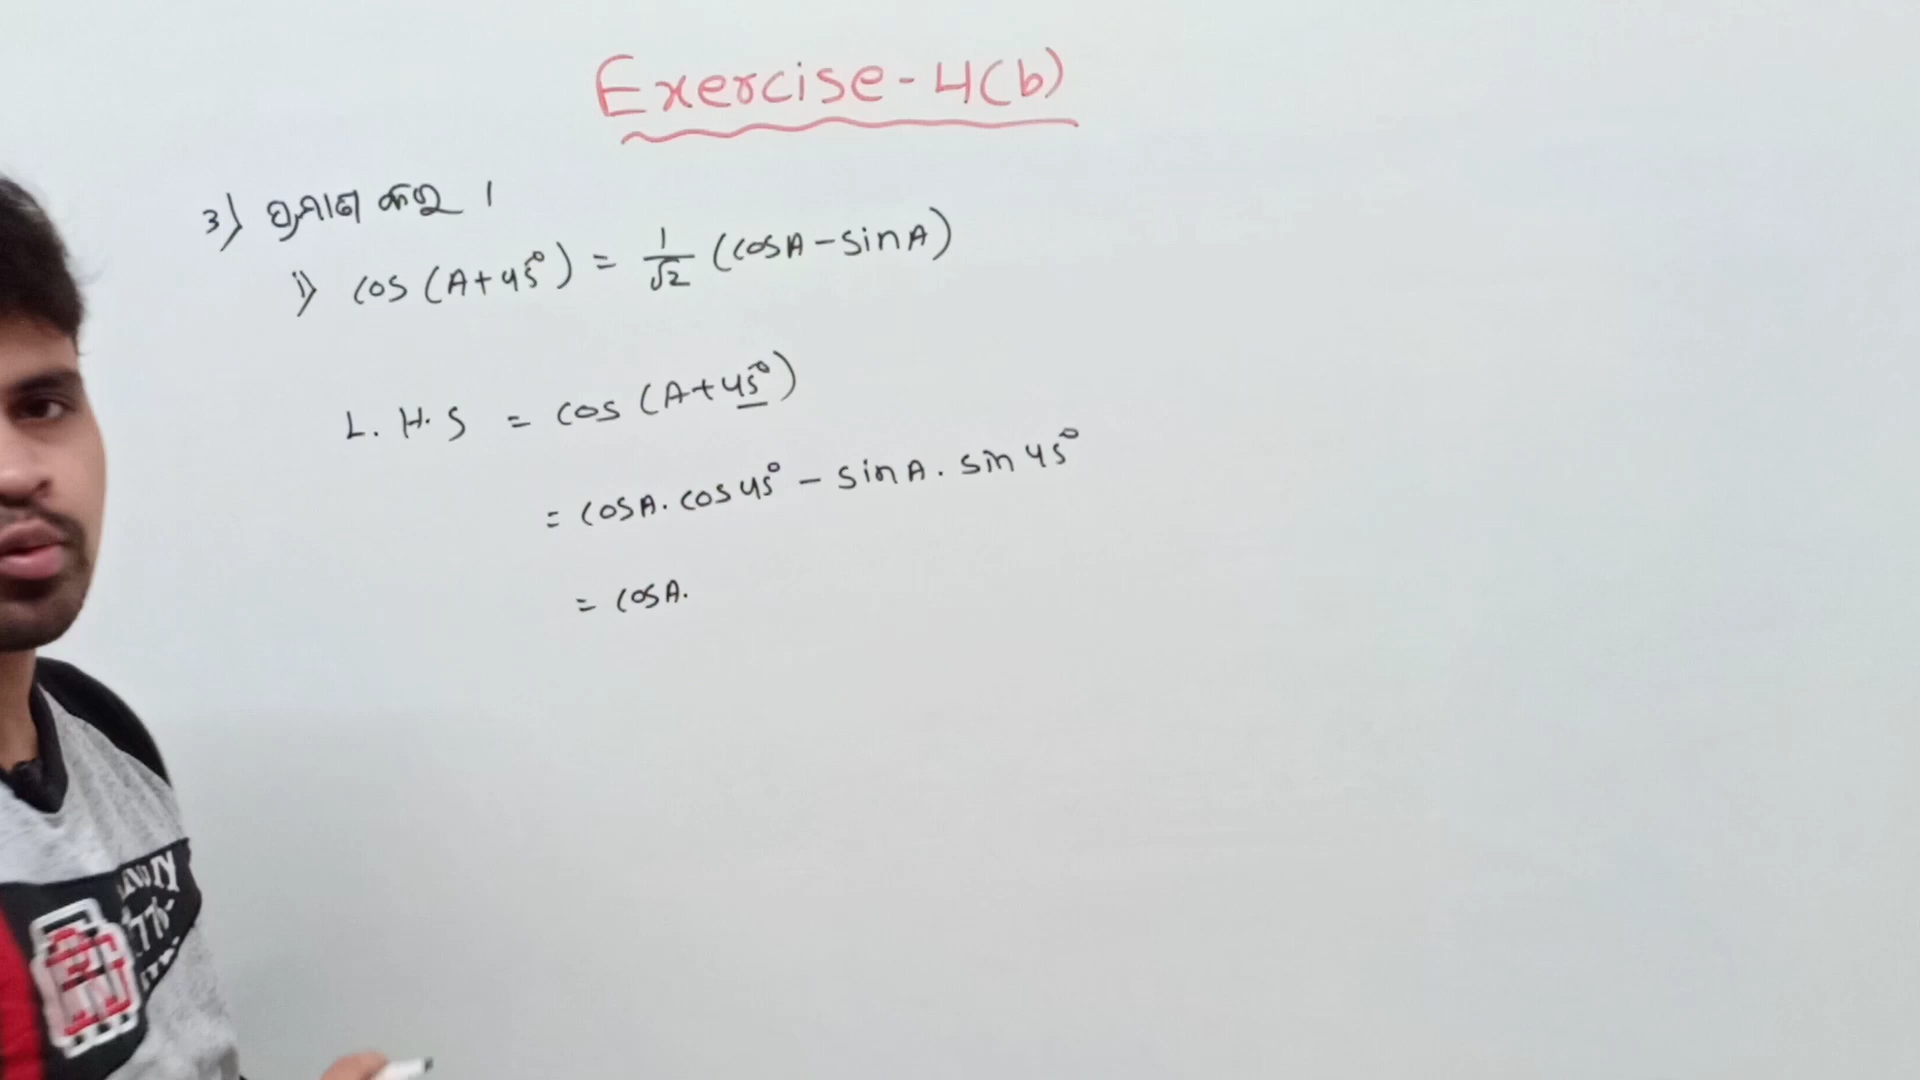 Exercise-4(b)
3) ପ୍ରମାଣ କର ।
i) cos (A+45°) = 1/√2 (cosA-sinA)
L.H.S = cos (A+45°)
= cosA.cos45° - sinA.sin45°
= cosA.